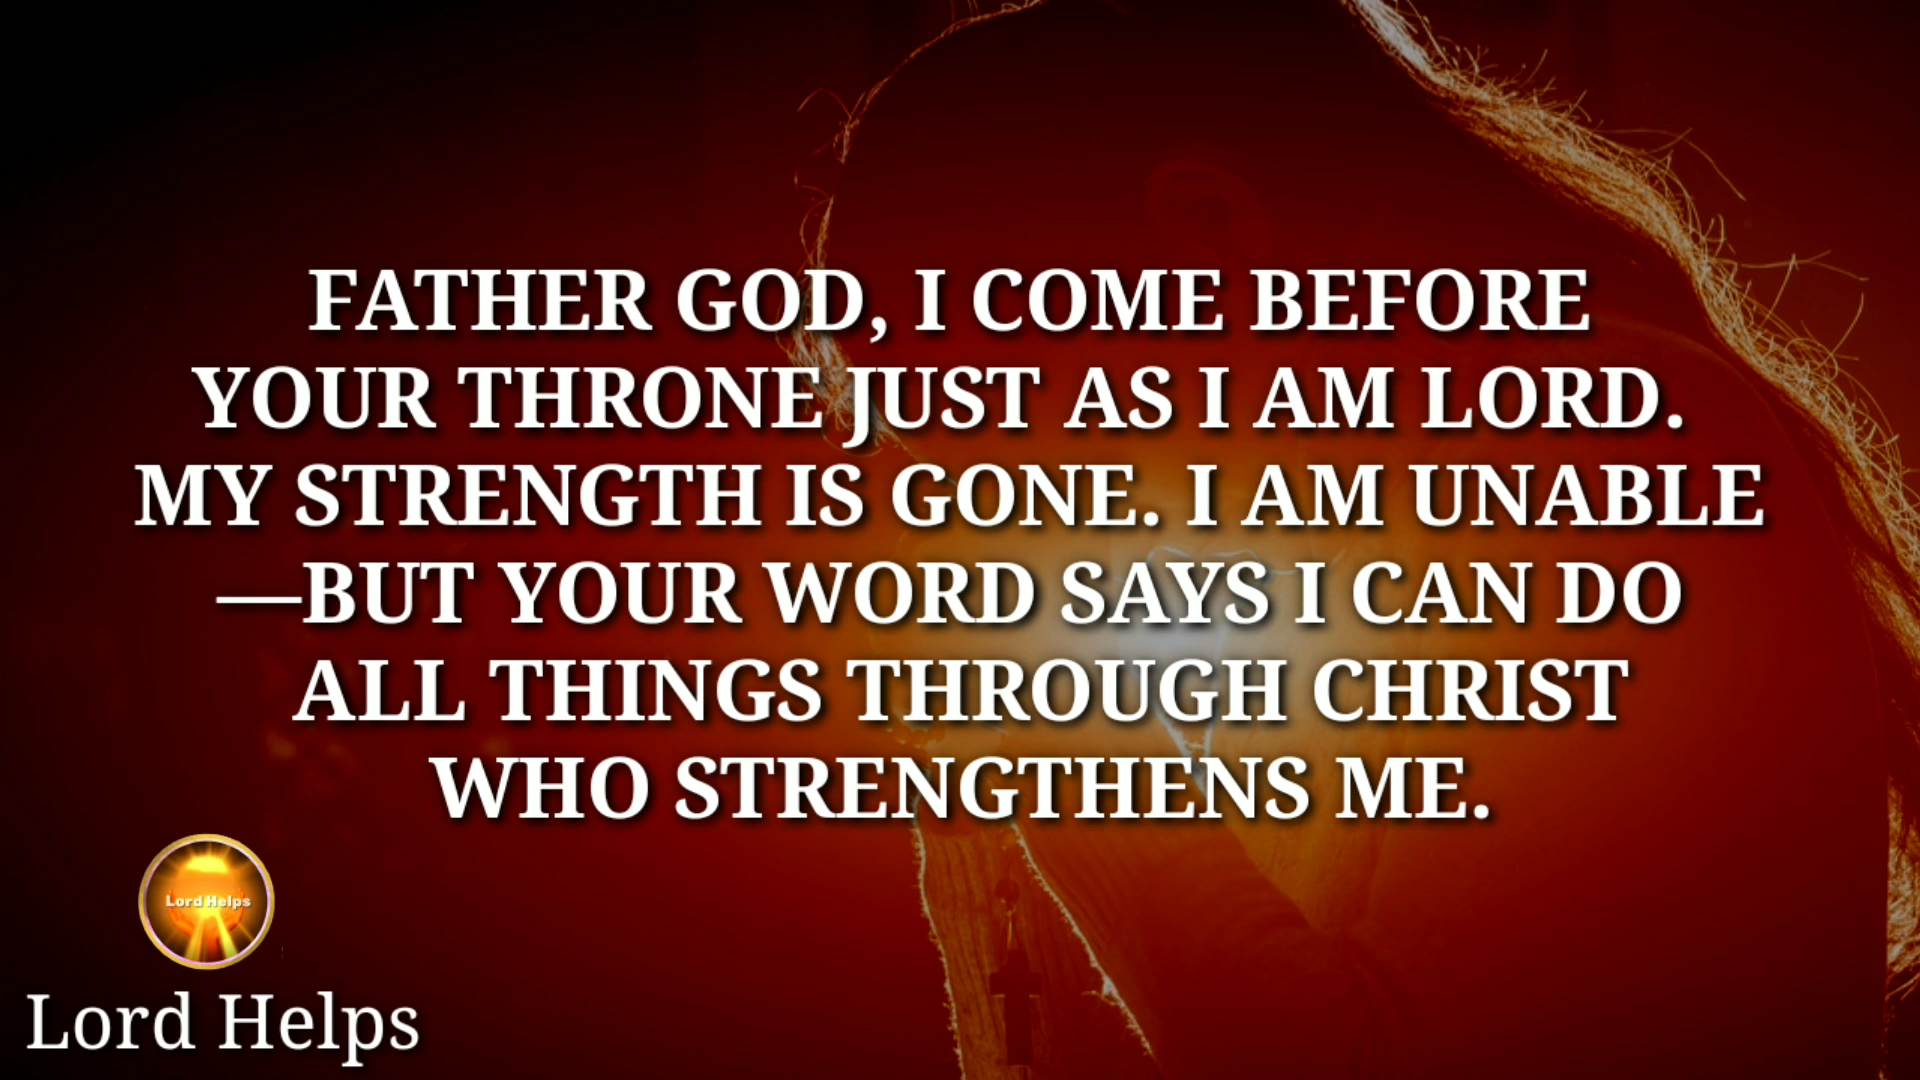 FATHER GOD, I COME BEFORE
YOUR THRONE JUST AS I AM LORD.
MY STRENGTH IS GONE. I AM UNABLE
—BUT YOUR WORD SAYS I CAN DO
ALL THINGS THROUGH CHRIST
WHO STRENGTHENS ME.
Lord Helps
Lord Helps